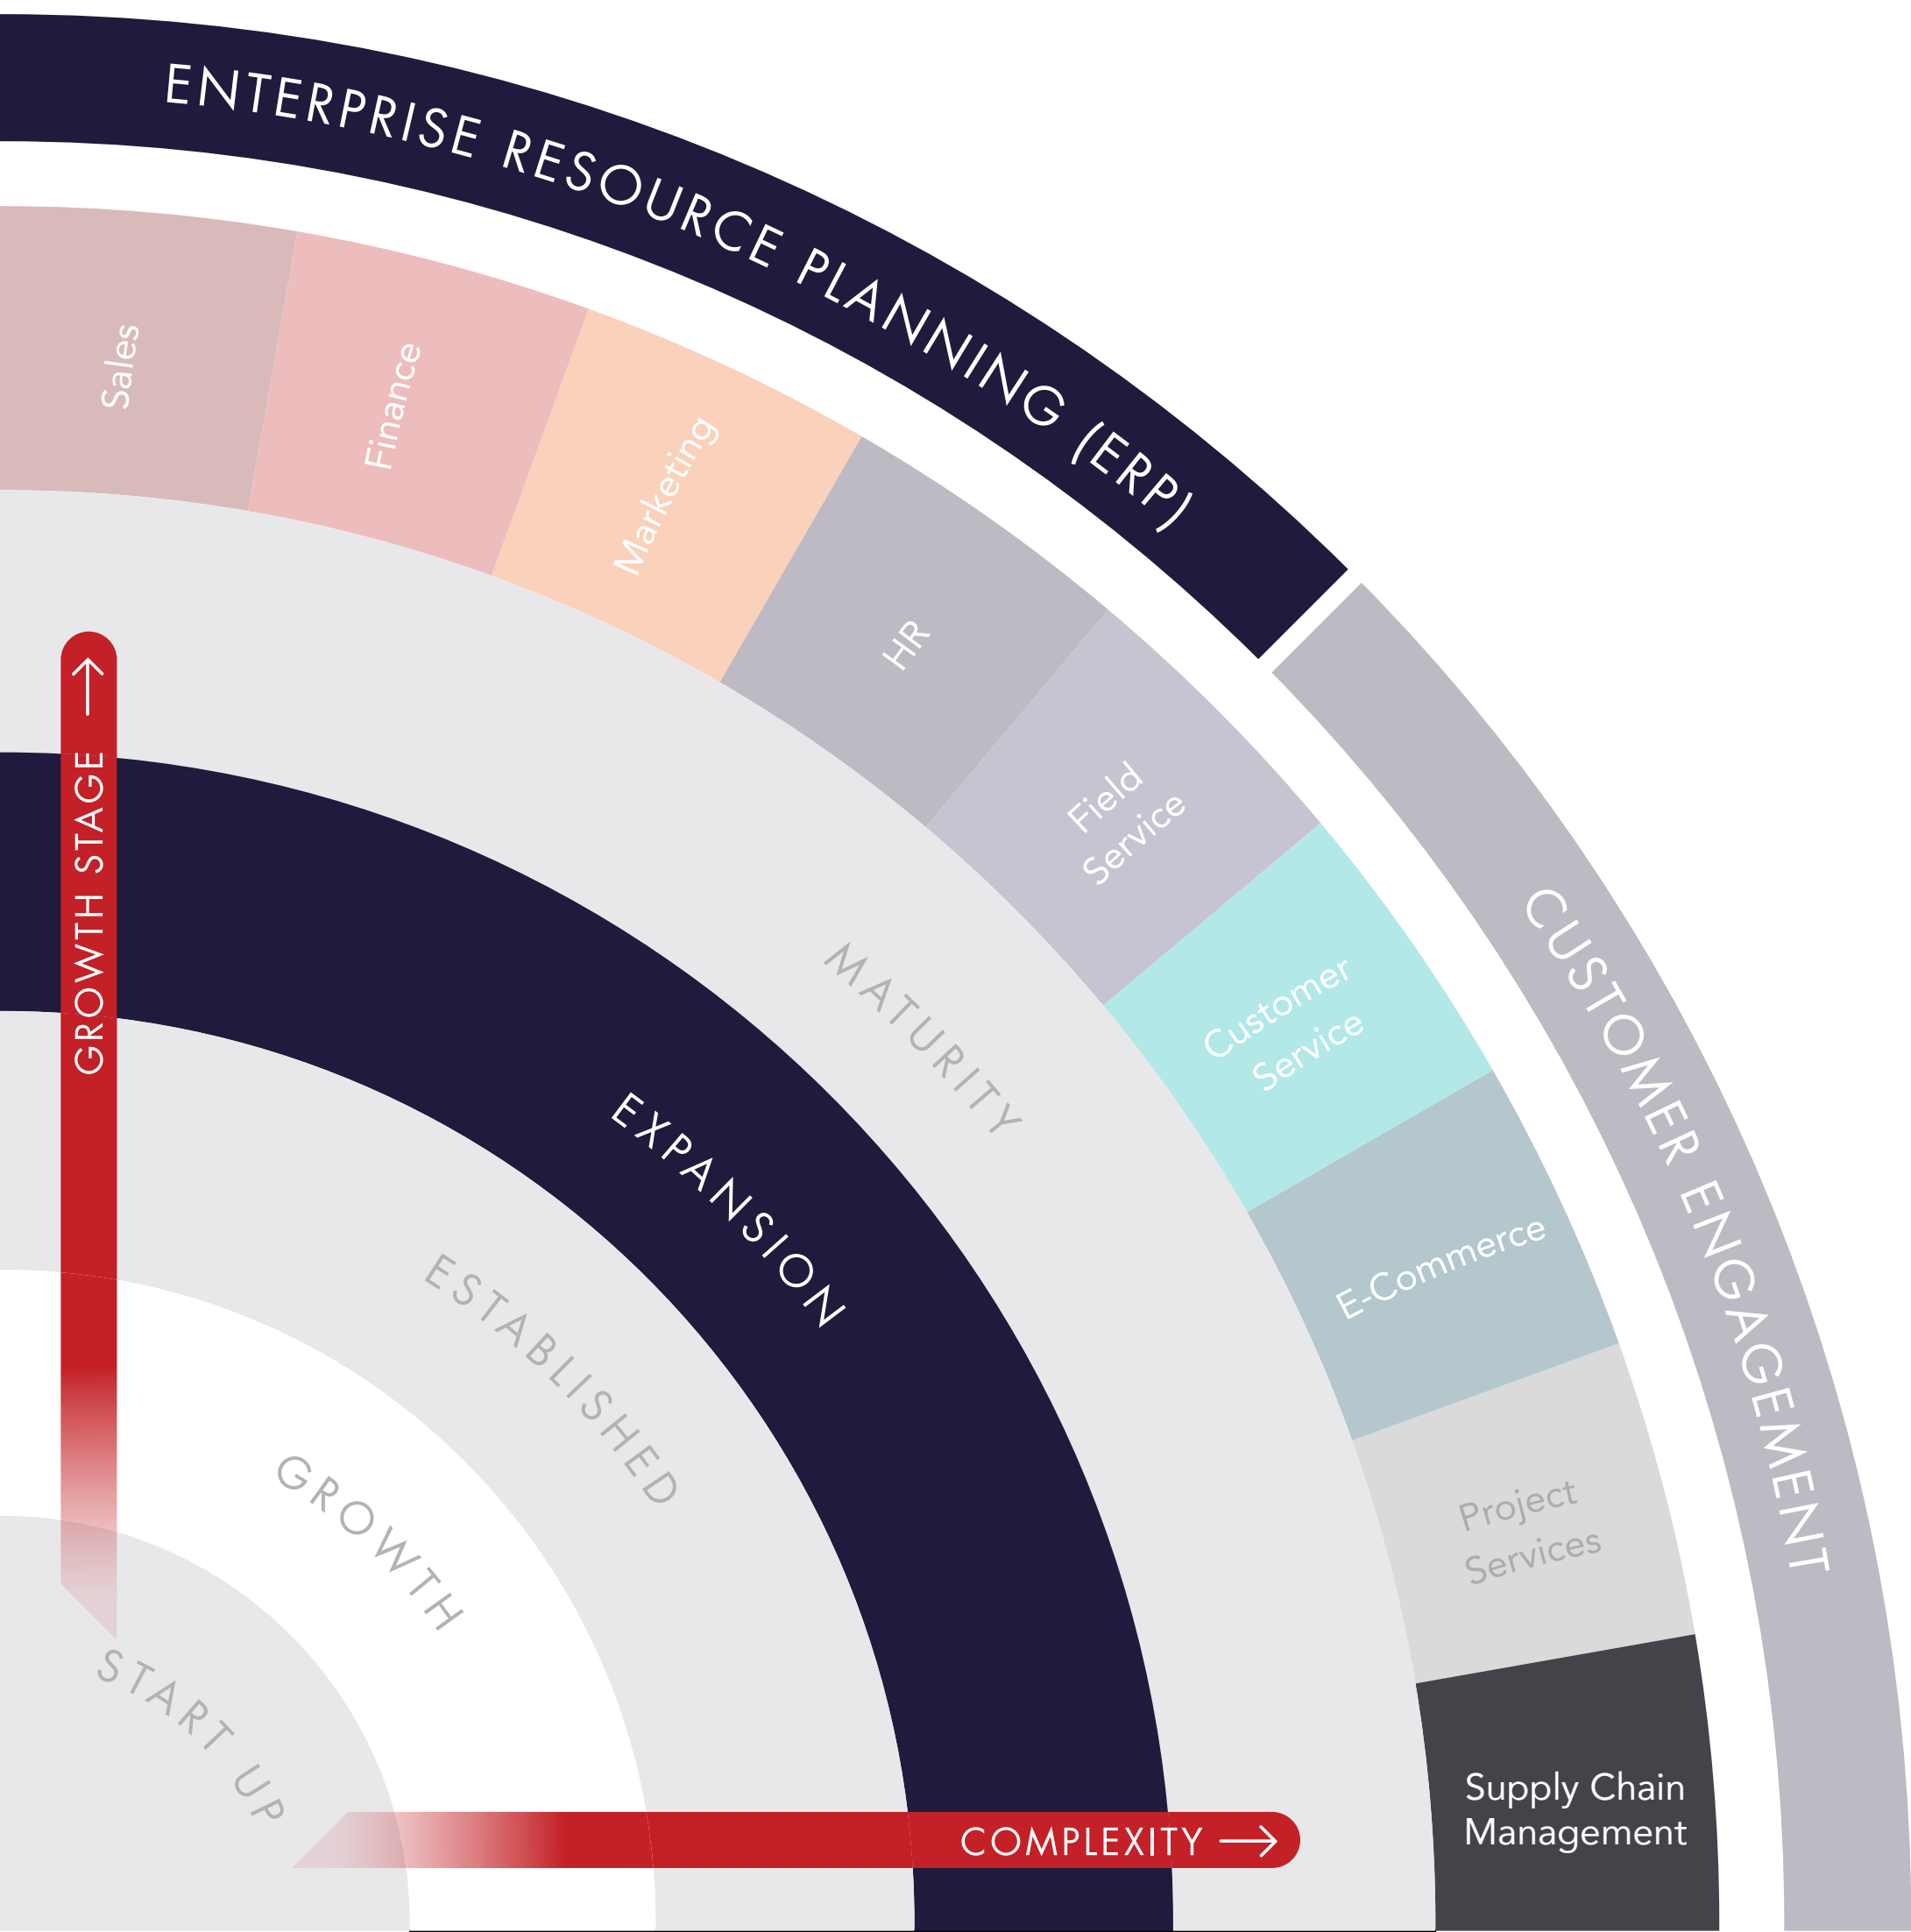 ENTERPRISE RESOURCE PLANNING (ERP)
CUSTOMER ENGAGEMENT
Sales
Finance
Marketing
HR
Field
Service
Customer
Service
E-Commerce
Project
Services
Supply Chain
Management
MATURITY
EXPANSION
ESTABLISHED
GROWTH
START UP
GROWTH STAGE →
COMPLEXITY →